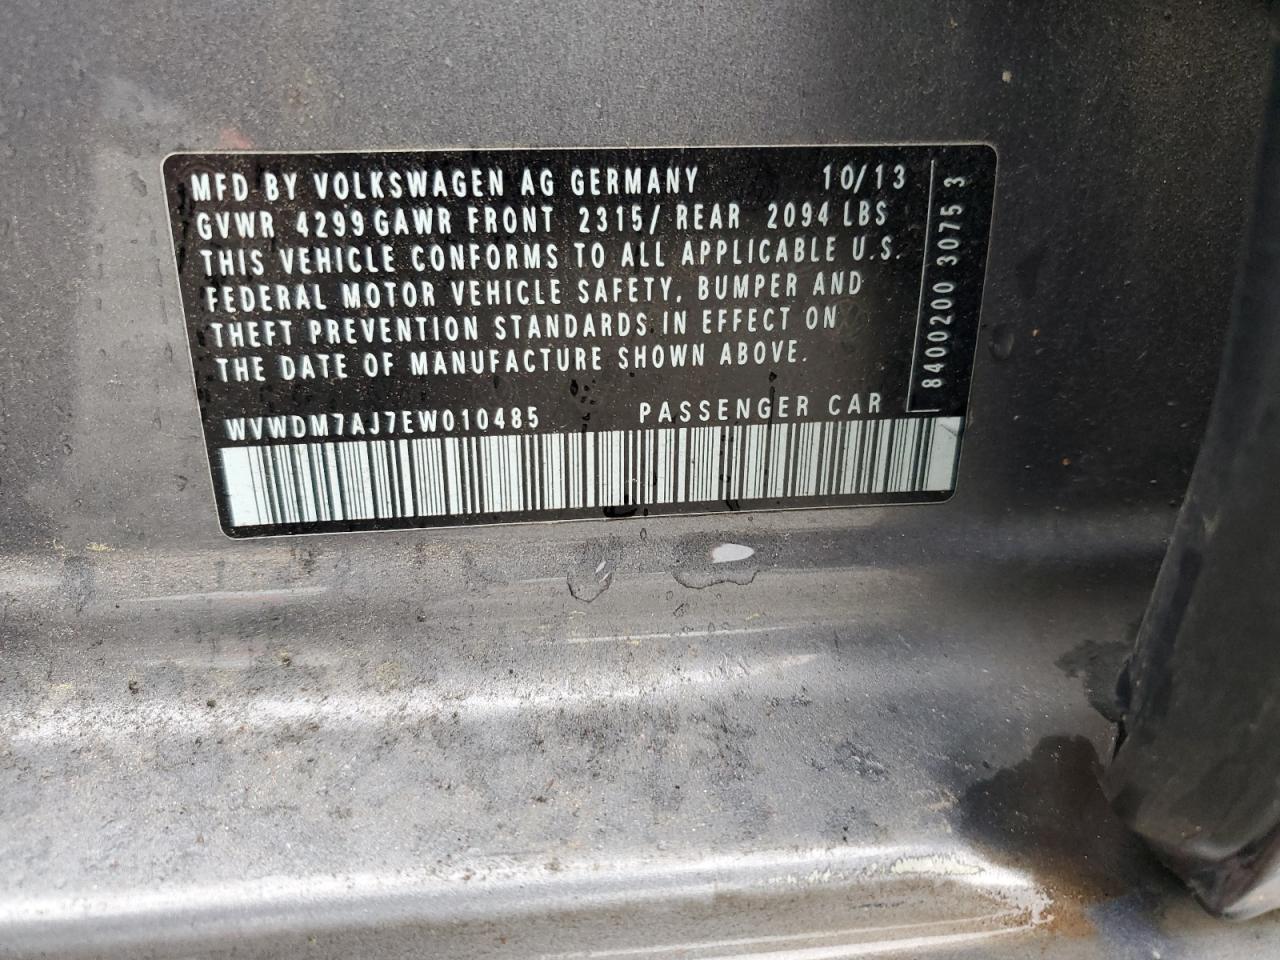 MFD BY VOLKSWAGEN AG GERMANY 10/13
GVWR 4299 GAWR FRONT 2315/ REAR 2094 LBS
THIS VEHICLE CONFORMS TO ALL APPLICABLE U.S.
FEDERAL MOTOR VEHICLE SAFETY, BUMPER AND
THEFT PREVENTION STANDARDS IN EFFECT ON
THE DATE OF MANUFACTURE SHOWN ABOVE.
WVWDM7AJ7EW010485 PASSENGER CAR
8400200 3075 3